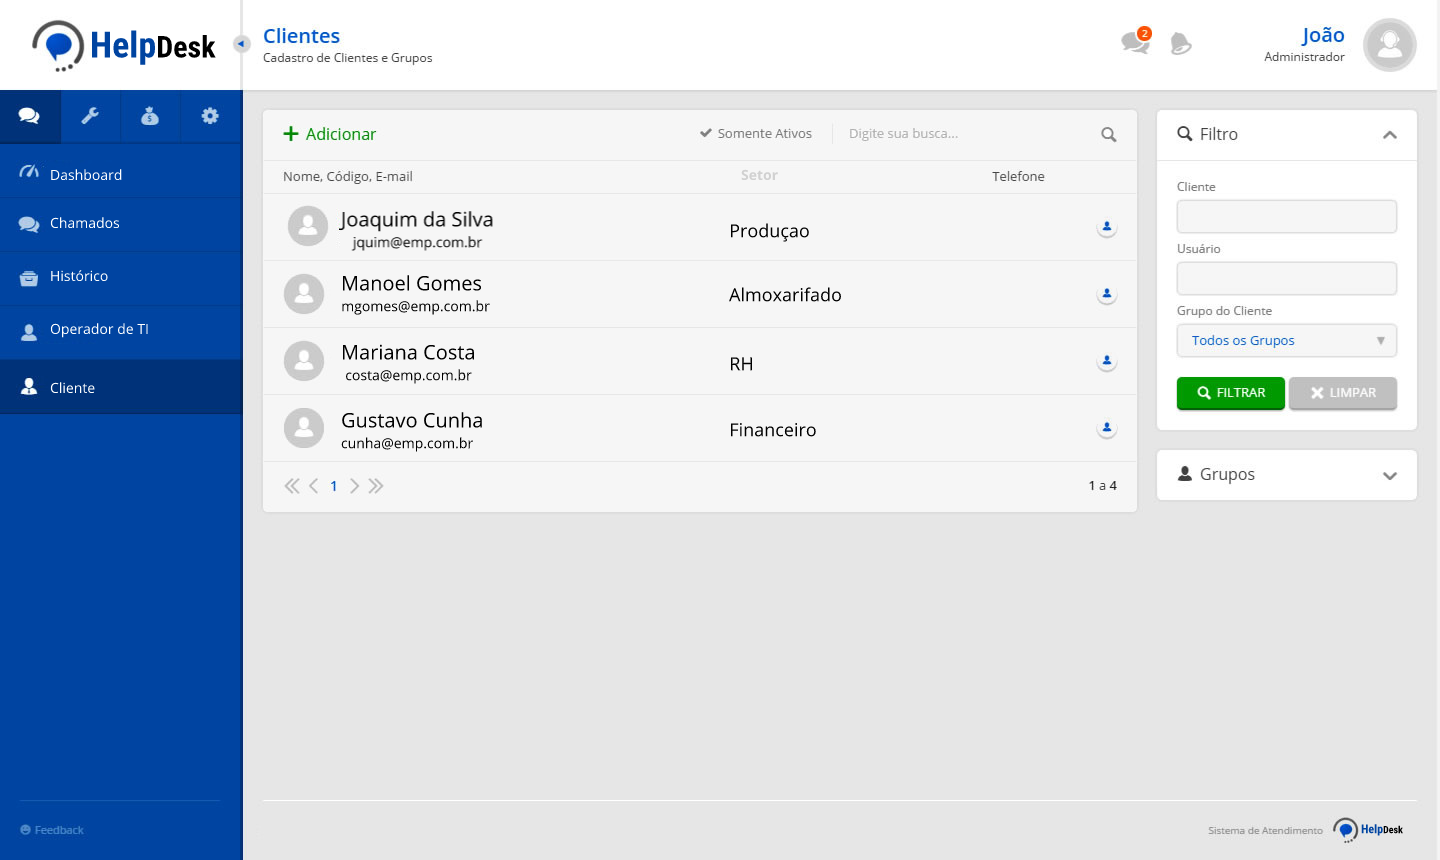 HelpDesk
Clientes
Cadastro de Clientes e Grupos
2
João
Administrador
Dashboard
Chamados
Histórico
Operador de TI
Cliente
Feedback
Adicionar
Somente Ativos
Digite sua busca...
Nome, Código, E-mail
Setor
Telefone
Joaquim da Silva
jquim@emp.com.br
Produçao
Manoel Gomes
mgomes@emp.com.br
Almoxarifado
Mariana Costa
costa@emp.com.br
RH
Gustavo Cunha
cunha@emp.com.br
Financeiro
1
1 a 4
Filtro
Cliente
Usuário
Grupo do Cliente
Todos os Grupos
FILTRAR
LIMPAR
Grupos
Sistema de Atendimento
HelpDesk